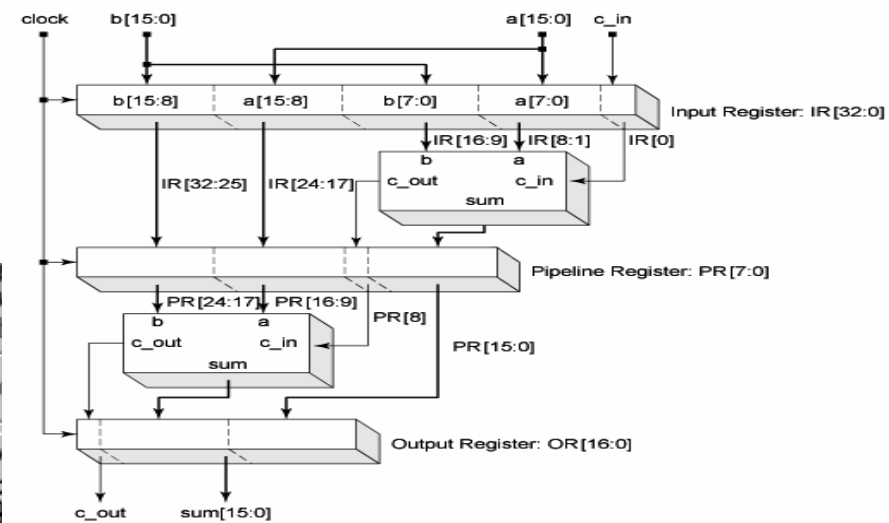 clock b[15:0] a[15:0] c_in
b[15:8] a[15:8] b[7:0] a[7:0]
Input Register: IR[32:0]
IR[16:9] IR[8:1] IR[0]
b a
IR[32:25] IR[24:17] c_out c_in
sum
Pipeline Register: PR[7:0]
PR[24:17] PR[16:9]
b a PR[8]
c_out c_in PR[15:0]
sum
Output Register: OR[16:0]
c_out sum[15:0]